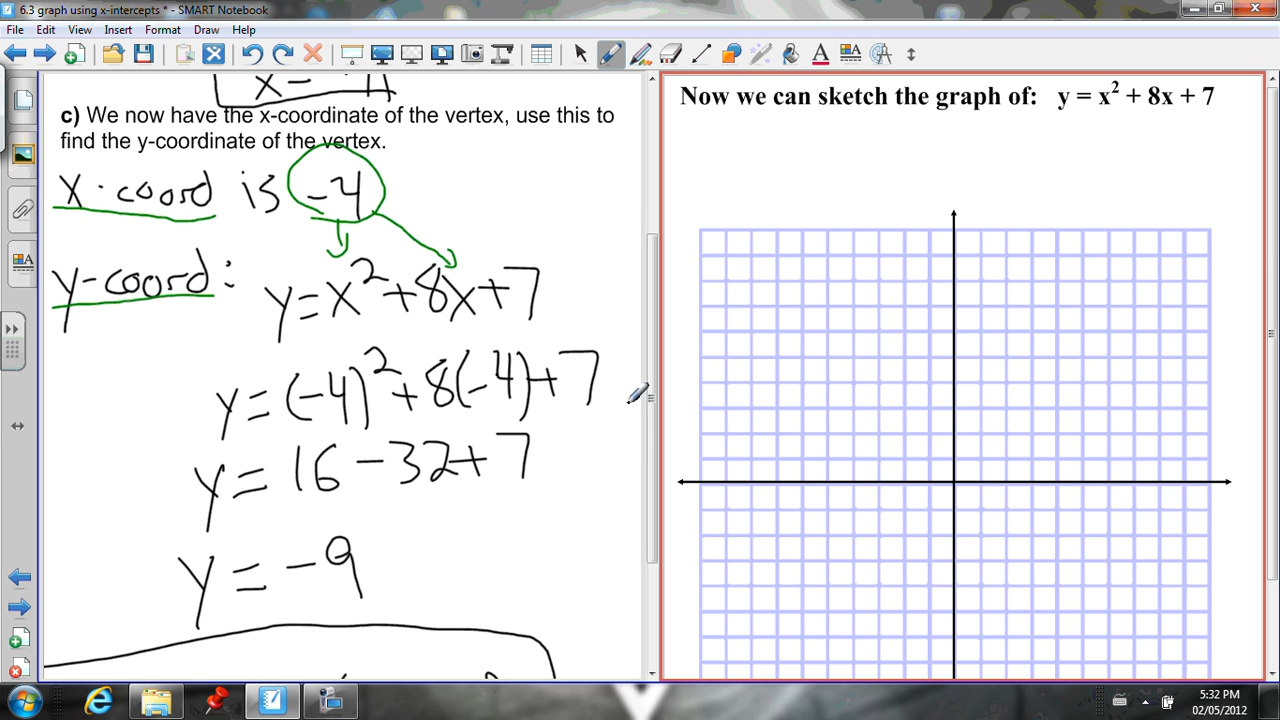 6.3 graph using x-intercepts * - SMART Notebook
File Edit View Insert Format Draw Help
x = -4
c) We now have the x-coordinate of the vertex, use this to
find the y-coordinate of the vertex.
x-coord is -4
y-coord:
y=x²+8x+7
y=(-4)²+8(-4)+7
y=16-32+7
y=-9
Now we can sketch the graph of: y = x² + 8x + 7
5:32 PM
02/05/2012